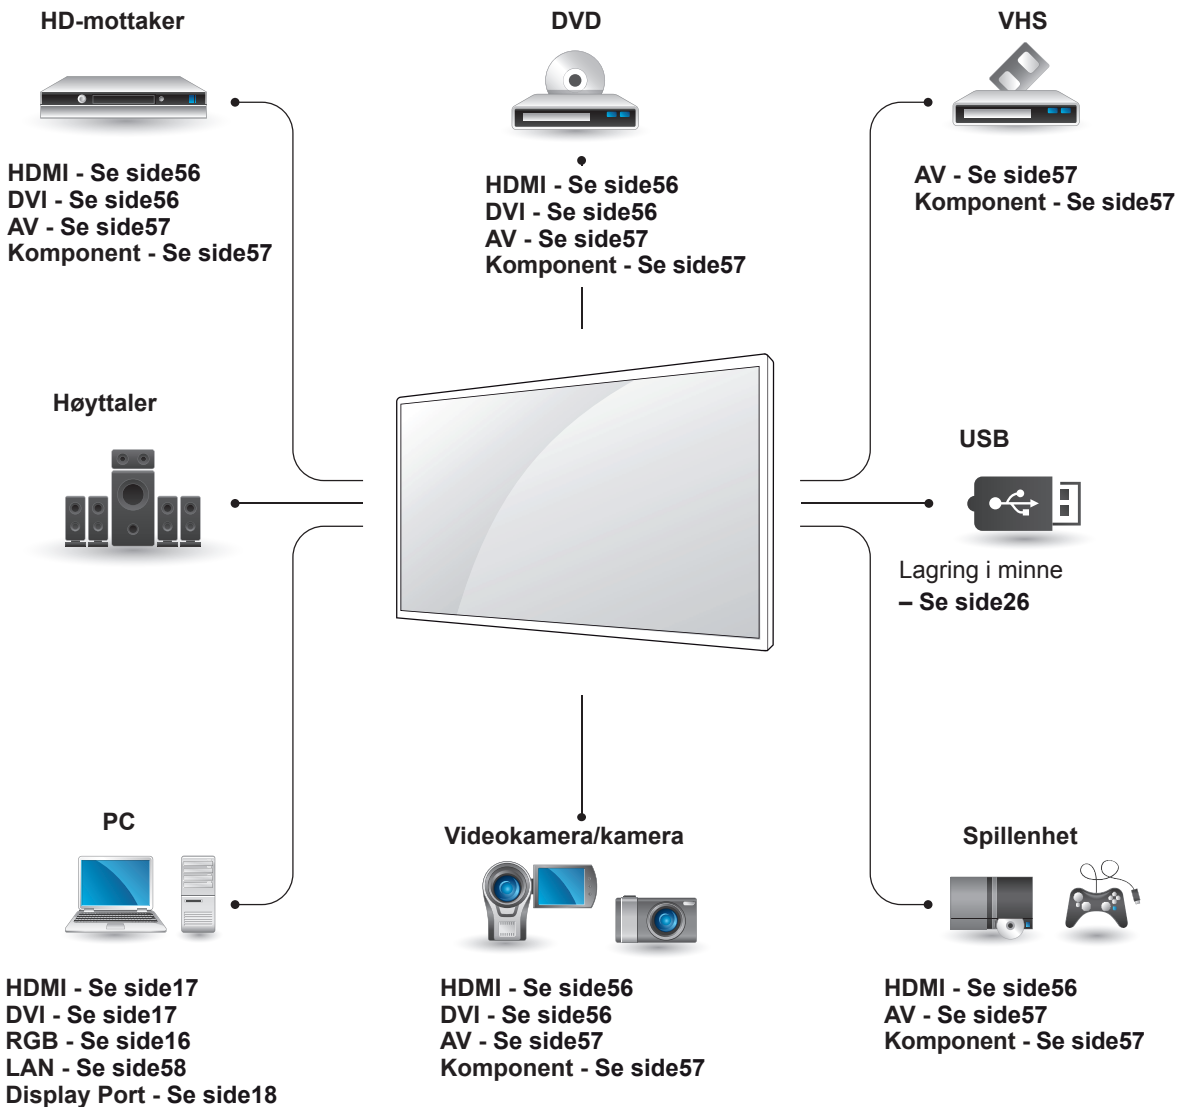 HD-mottaker
HDMI - Se side56
DVI - Se side56
AV - Se side57
Komponent - Se side57
DVD
HDMI - Se side56
DVI - Se side56
AV - Se side57
Komponent - Se side57
VHS
AV - Se side57
Komponent - Se side57
Høyttaler
USB
Lagring i minne
– Se side26
PC
HDMI - Se side17
DVI - Se side17
RGB - Se side16
LAN - Se side58
Display Port - Se side18
Videokamera/kamera
HDMI - Se side56
DVI - Se side56
AV - Se side57
Komponent - Se side57
Spillenhet
HDMI - Se side56
AV - Se side57
Komponent - Se side57